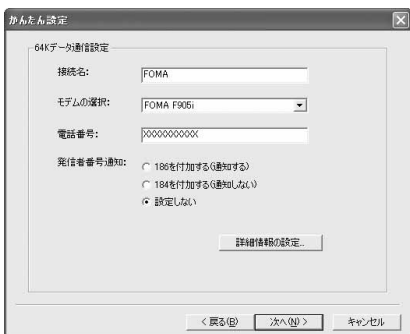 かんたん設定
64Kデータ通信設定
接続名: FOMA
モデムの選択: FOMA F905i
電話番号: XXXXXXXXXXX
発信者番号通知: 186を付加する(通知する)
184を付加する(通知しない)
設定しない
詳細情報の設定...
< 戻る(B) 次へ(N) > キャンセル